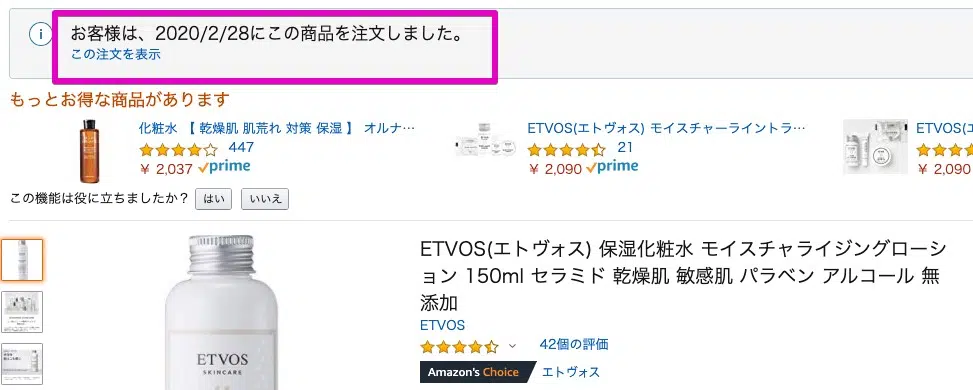 お客様は、2020/2/28にこの商品を注文しました。
この注文を表示
もっとお得な商品があります
化粧水 【 乾燥肌 肌荒れ 対策 保湿 】 オルナ…
447
¥ 2,037 prime
ETVOS(エトヴォス) モイスチャーライントラ…
21
¥ 2,090 prime
ETVOS(エ
¥ 2,090
この機能は役に立ちましたか？ はい いいえ
ETVOS(エトヴォス) 保湿化粧水 モイスチャライジングローシ
ョン 150ml セラミド 乾燥肌 敏感肌 パラベン アルコール 無
添加
ETVOS
42個の評価
Amazon's Choice エトヴォス
ETVOS
SKINCARE